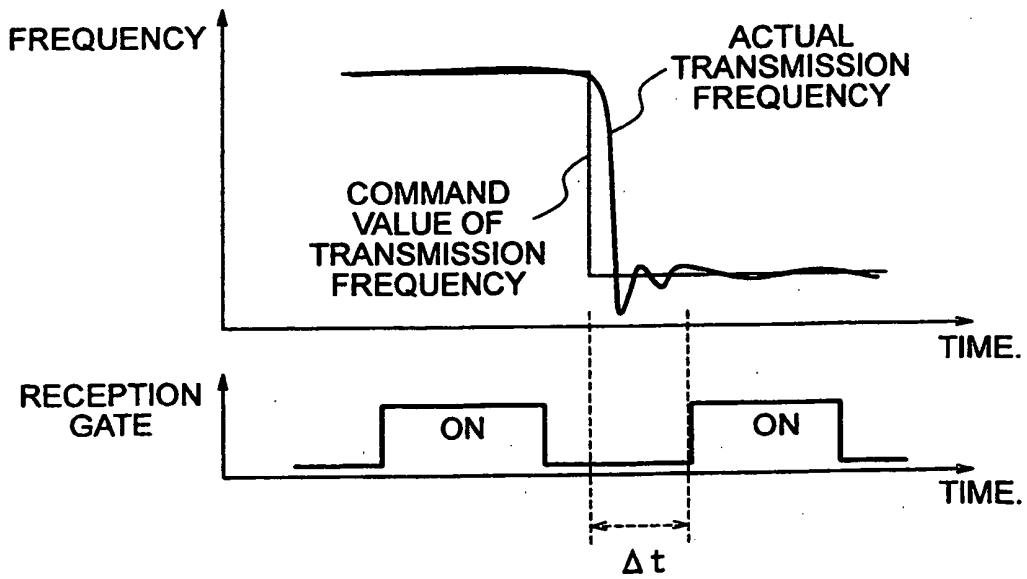 FREQUENCY
ACTUAL
TRANSMISSION
FREQUENCY
COMMAND
VALUE OF
TRANSMISSION
FREQUENCY
TIME.
RECEPTION
GATE
ON
ON
TIME.
Δt